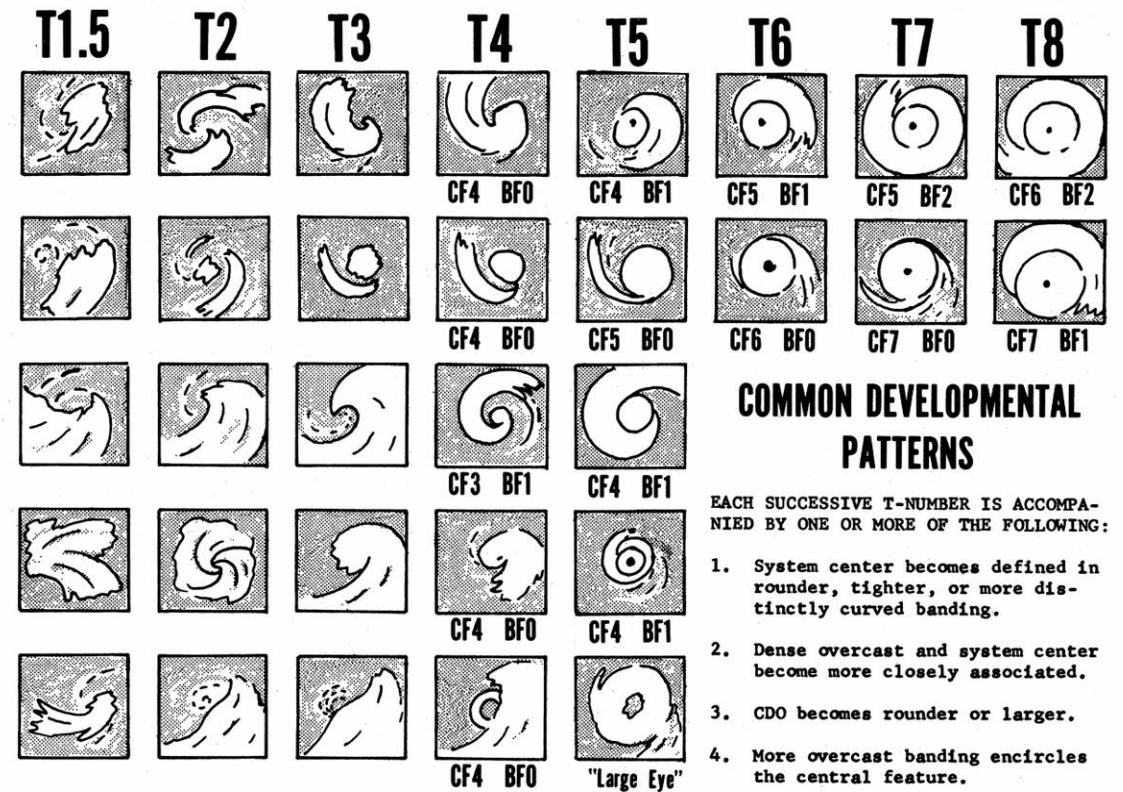 T1.5 T2 T3 T4 T5 T6 T7 T8
CF4 BF0 CF4 BF1 CF5 BF1 CF5 BF2 CF6 BF2
CF4 BF0 CF5 BF0 CF6 BF0 CF7 BF0 CF7 BF1
CF3 BF1 CF4 BF1
CF4 BF0 CF4 BF1
CF4 BF0 "Large Eye"
COMMON DEVELOPMENTAL
PATTERNS
EACH SUCCESSIVE T-NUMBER IS ACCOMPA-
NIED BY ONE OR MORE OF THE FOLLOWING:
1. System center becomes defined in
rounder, tighter, or more dis-
tinctly curved banding.
2. Dense overcast and system center
become more closely associated.
3. CDO becomes rounder or larger.
4. More overcast banding encircles
the central feature.